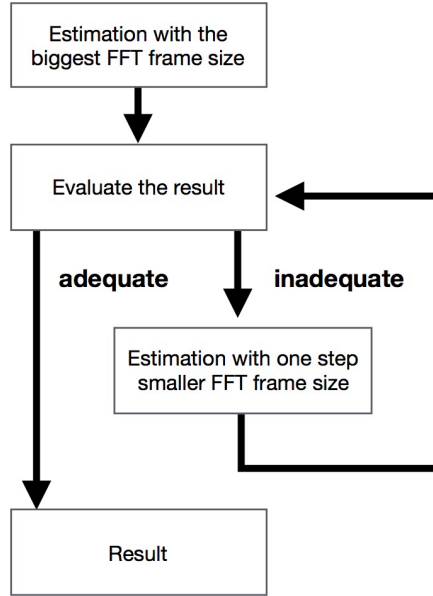 Estimation with the
biggest FFT frame size
Evaluate the result
adequate
inadequate
Estimation with one step
smaller FFT frame size
Result